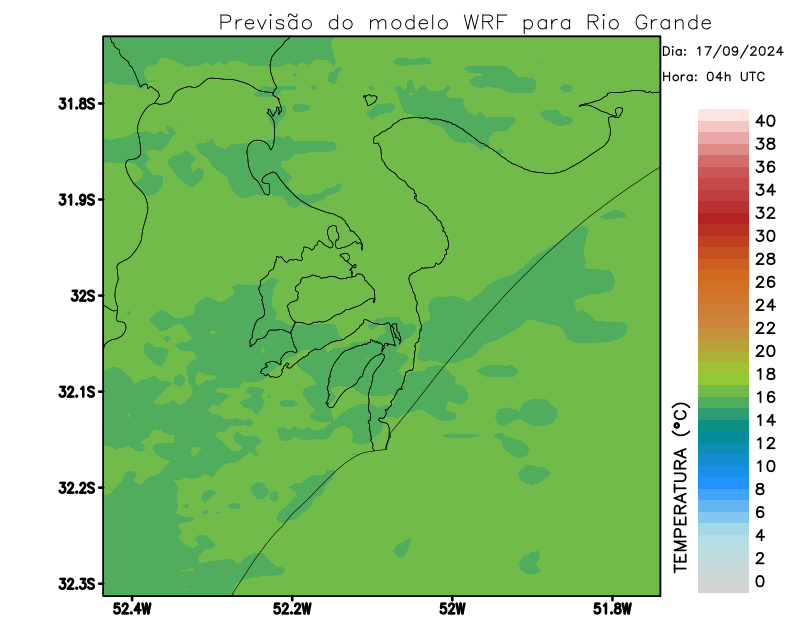 Previsão do modelo WRF para Rio Grande
Dia: 17/09/2024
Hora: 04h UTC
31.8S
31.9S
32S
32.1S
32.2S
32.3S
52.4W
52.2W
52W
51.8W
TEMPERATURA (°C)
40
38
36
34
32
30
28
26
24
22
20
18
16
14
12
10
8
6
4
2
0